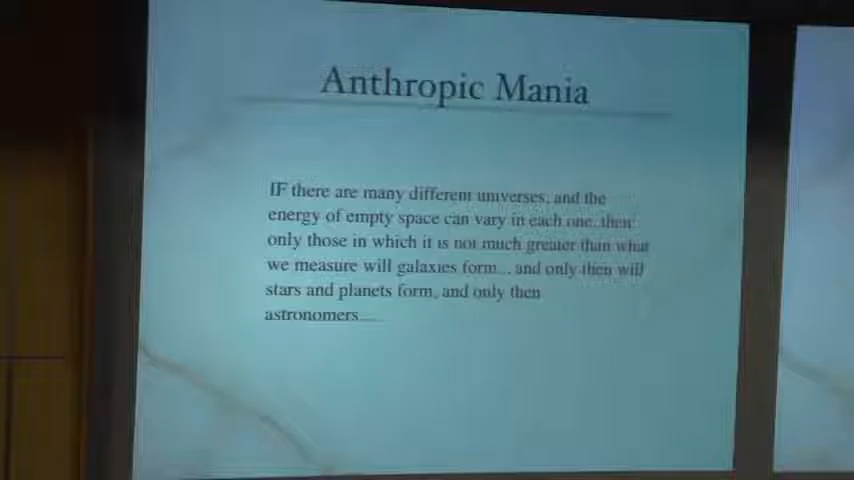 Anthropic Mania
IF there are many different universes, and the
energy of empty space can vary in each one, then
only those in which it is not much greater than what
we measure will galaxies form... and only then will
stars and planets form, and only then
astronomers.....